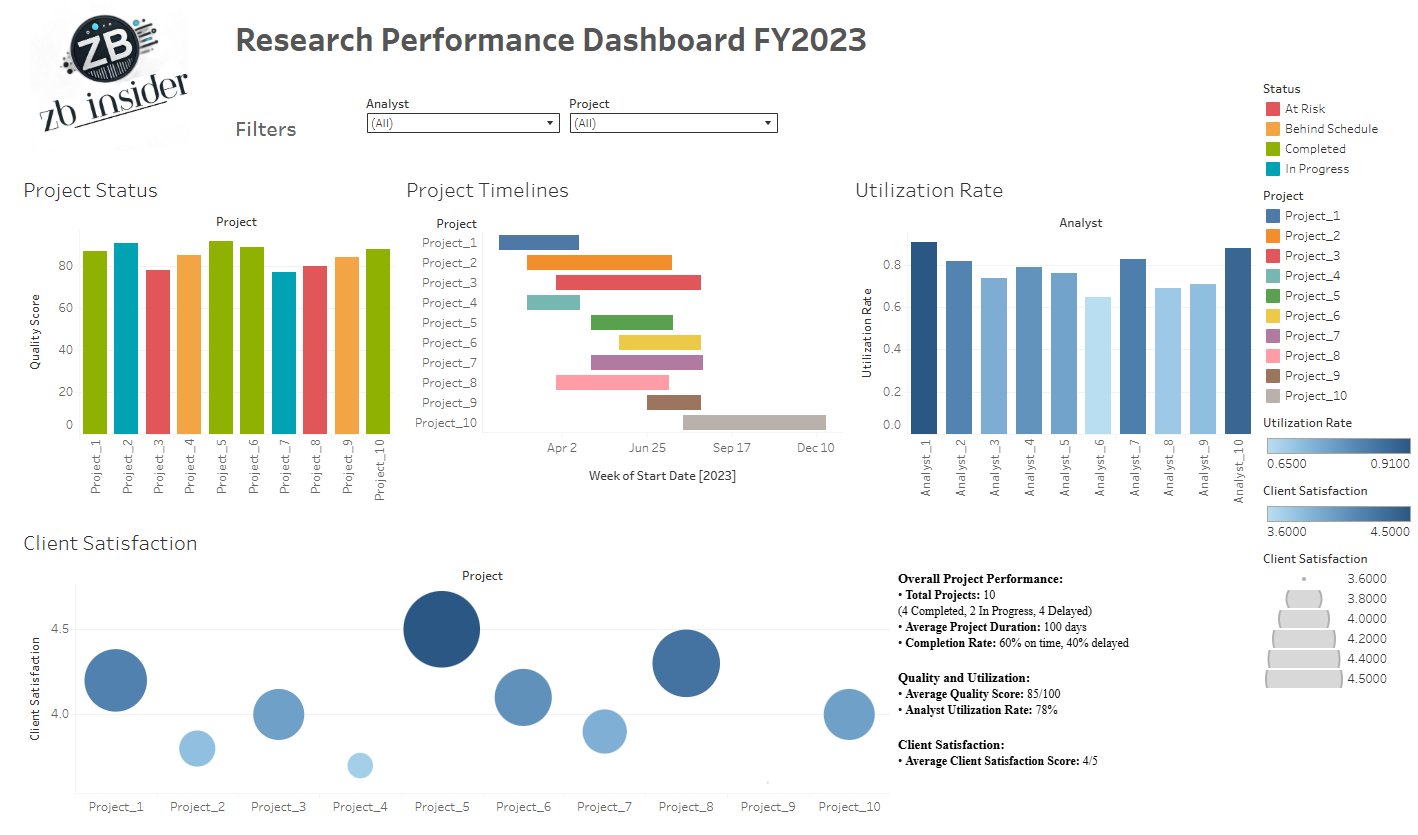 ZB
zb insider
Research Performance Dashboard FY2023
Filters
Analyst
(All)
Project
(All)
Status
At Risk
Behind Schedule
Completed
In Progress
Project
Project_1
Project_2
Project_3
Project_4
Project_5
Project_6
Project_7
Project_8
Project_9
Project_10
Utilization Rate
0.6500 0.9100
Client Satisfaction
3.6000 4.5000
Client Satisfaction
3.6000
3.8000
4.0000
4.2000
4.4000
4.5000
Project Status
Project
Quality Score
80
60
40
20
0
Project_1
Project_2
Project_3
Project_4
Project_5
Project_6
Project_7
Project_8
Project_9
Project_10
Project Timelines
Project
Project_1
Project_2
Project_3
Project_4
Project_5
Project_6
Project_7
Project_8
Project_9
Project_10
Apr 2 Jun 25 Sep 17 Dec 10
Week of Start Date [2023]
Utilization Rate
Analyst
Utilization Rate
0.8
0.6
0.4
0.2
0.0
Analyst_1
Analyst_2
Analyst_3
Analyst_4
Analyst_5
Analyst_6
Analyst_7
Analyst_8
Analyst_9
Analyst_10
Client Satisfaction
Project
Client Satisfaction
4.5
4.0
Project_1 Project_2 Project_3 Project_4 Project_5 Project_6 Project_7 Project_8 Project_9 Project_10
Overall Project Performance:
• Total Projects: 10
(4 Completed, 2 In Progress, 4 Delayed)
• Average Project Duration: 100 days
• Completion Rate: 60% on time, 40% delayed
Quality and Utilization:
• Average Quality Score: 85/100
• Analyst Utilization Rate: 78%
Client Satisfaction:
• Average Client Satisfaction Score: 4/5